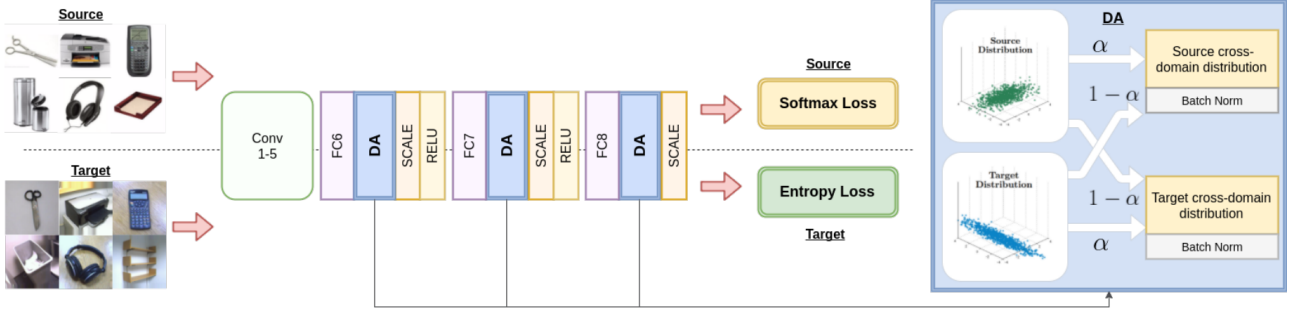 Source
Target
Conv
1-5
FC6
DA
SCALE
RELU
FC7
DA
SCALE
RELU
FC8
DA
SCALE
Source
Softmax Loss
Entropy Loss
Target
DA
Source
Distribution
α
Source cross-
domain distribution
Batch Norm
1 − α
Target
Distribution
1 − α
Target cross-domain
distribution
Batch Norm
α